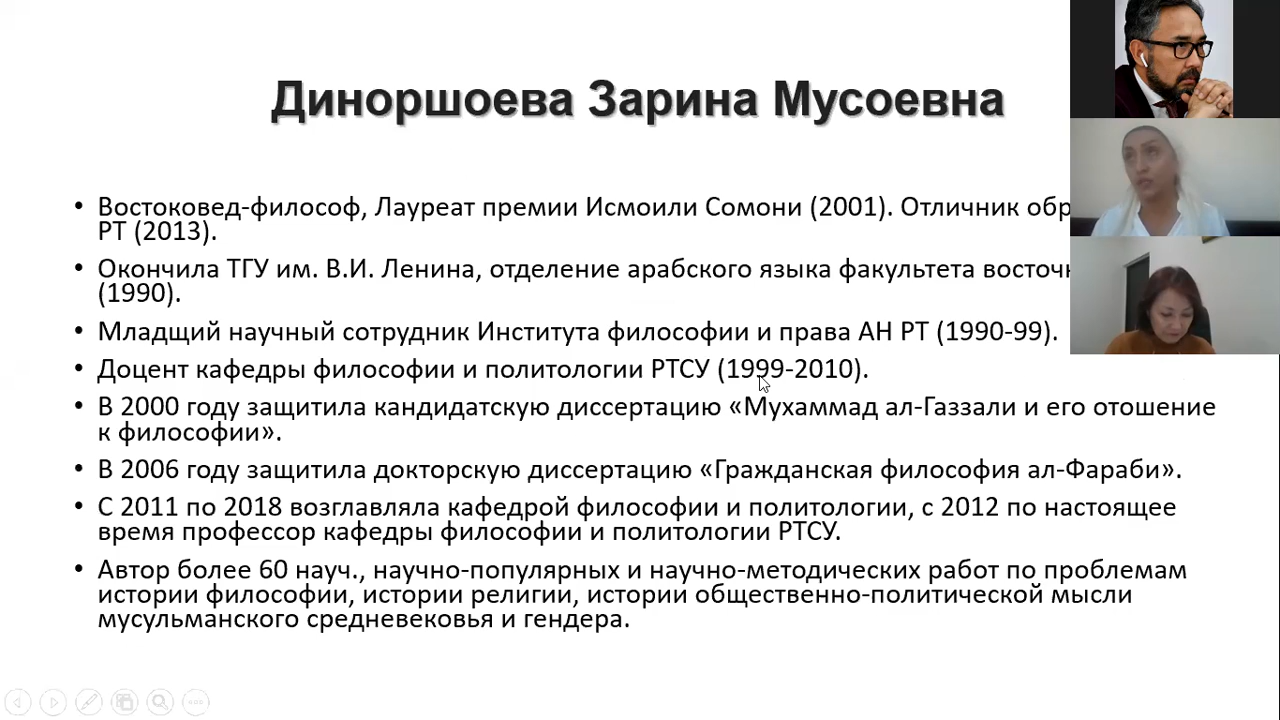 Диноршоева Зарина Мусоевна
• Востоковед-философ, Лауреат премии Исмоили Сомони (2001). Отличник обр
РТ (2013).
• Окончила ТГУ им. В.И. Ленина, отделение арабского языка факультета восточ
(1990).
• Младщий научный сотрудник Института философии и права АН РТ (1990-99).
• Доцент кафедры философии и политологии РТСУ (1999-2010).
• В 2000 году защитила кандидатскую диссертацию «Мухаммад ал-Газзали и его отошение
к философии».
• В 2006 году защитила докторскую диссертацию «Гражданская философия ал-Фараби».
• С 2011 по 2018 возглавляла кафедрой философии и политологии, с 2012 по настоящее
время профессор кафедры философии и политологии РТСУ.
• Автор более 60 науч., научно-популярных и научно-методических работ по проблемам
истории философии, истории религии, истории общественно-политической мысли
мусульманского средневековья и гендера.